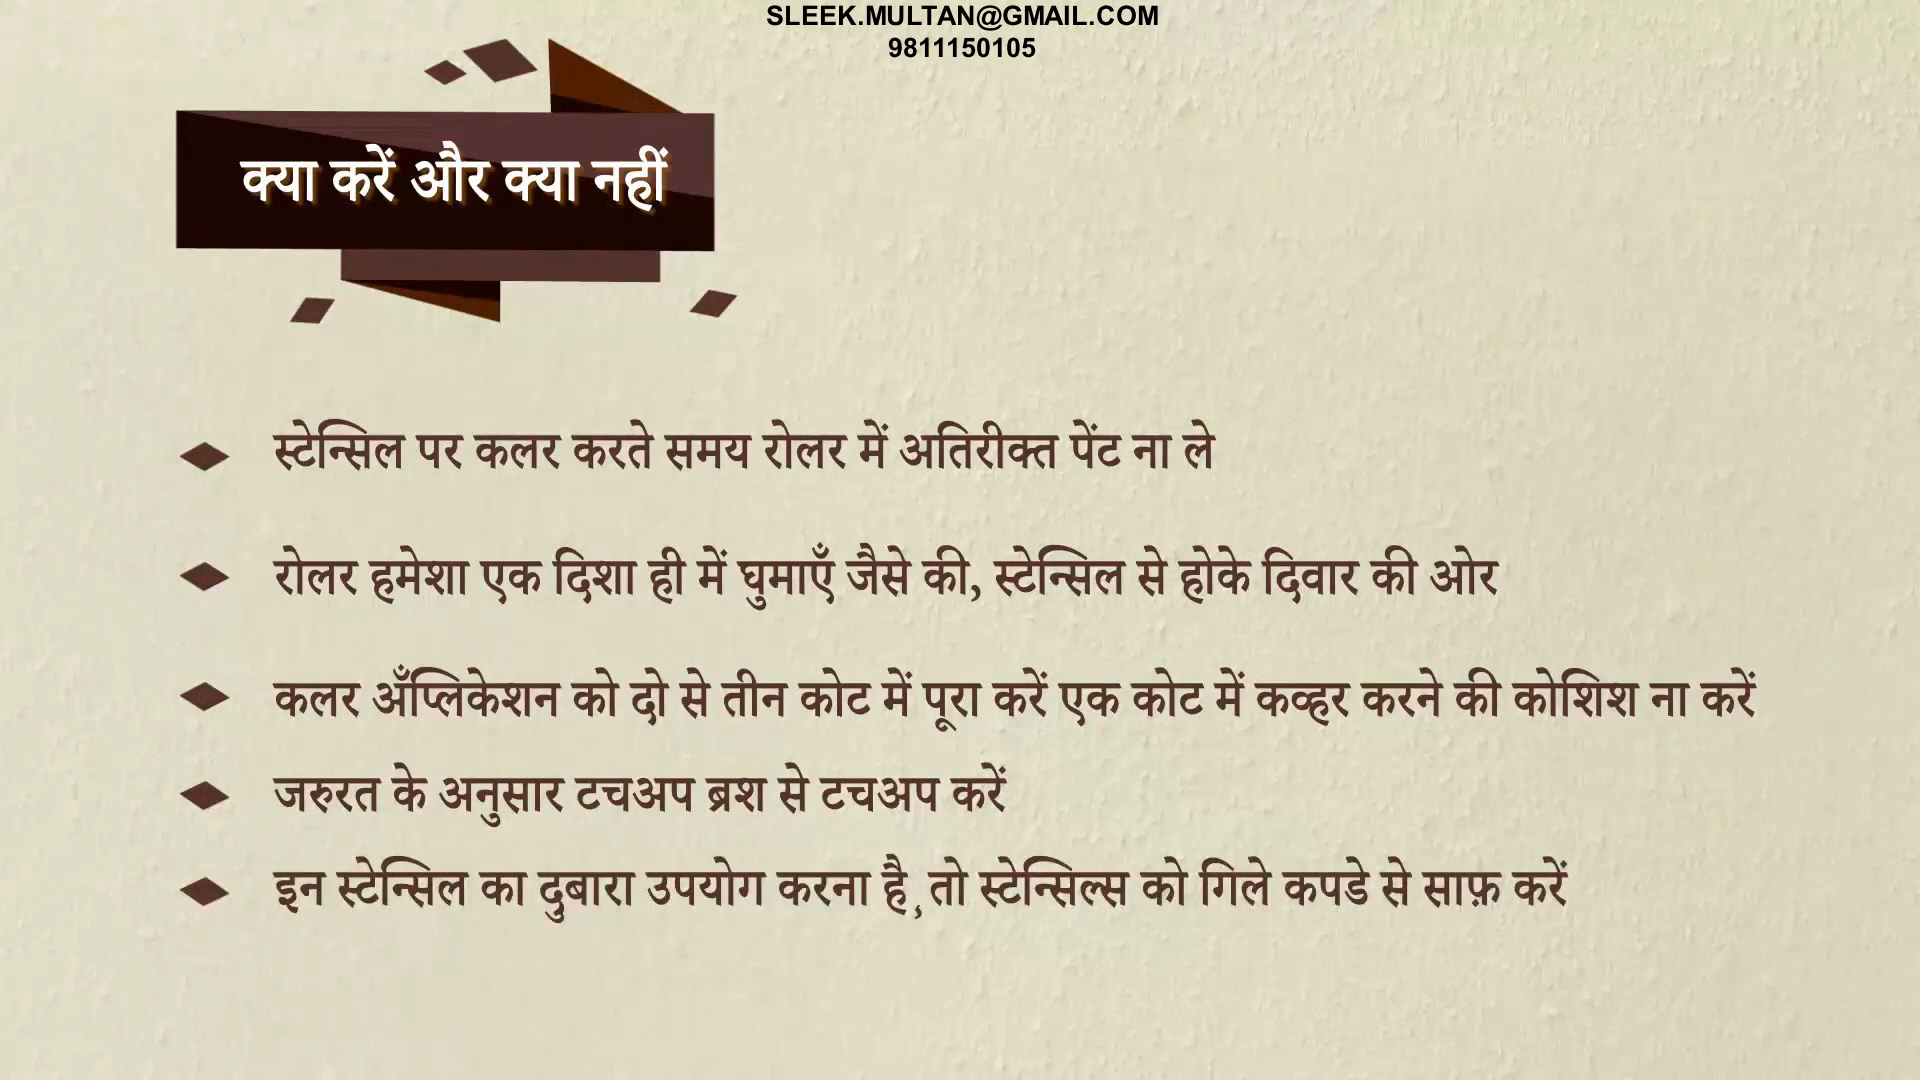 SLEEK.MULTAN@GMAIL.COM
9811150105
क्या करें और क्या नहीं
स्टेन्सिल पर कलर करते समय रोलर में अतिरीक्त पेंट ना ले
रोलर हमेशा एक दिशा ही में घुमाएँ जैसे की, स्टेन्सिल से होके दिवार की ओर
कलर अँप्लिकेशन को दो से तीन कोट में पूरा करें एक कोट में कव्हर करने की कोशिश ना करें
जरुरत के अनुसार टचअप ब्रश से टचअप करें
इन स्टेन्सिल का दुबारा उपयोग करना है, तो स्टेन्सिल्स को गिले कपडे से साफ़ करें